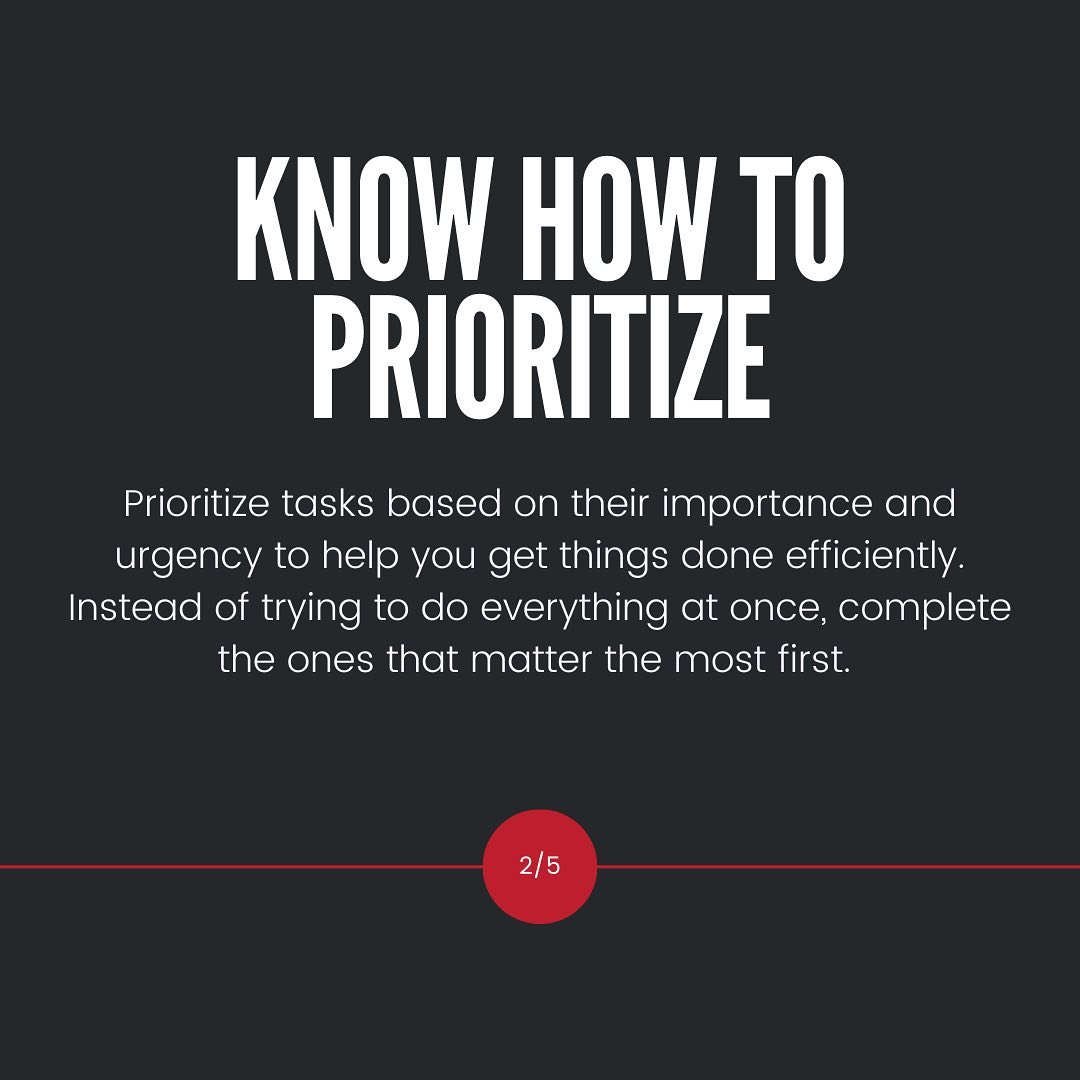 KNOW HOW TO
PRIORITIZE
Prioritize tasks based on their importance and
urgency to help you get things done efficiently.
Instead of trying to do everything at once, complete
the ones that matter the most first.
2/5